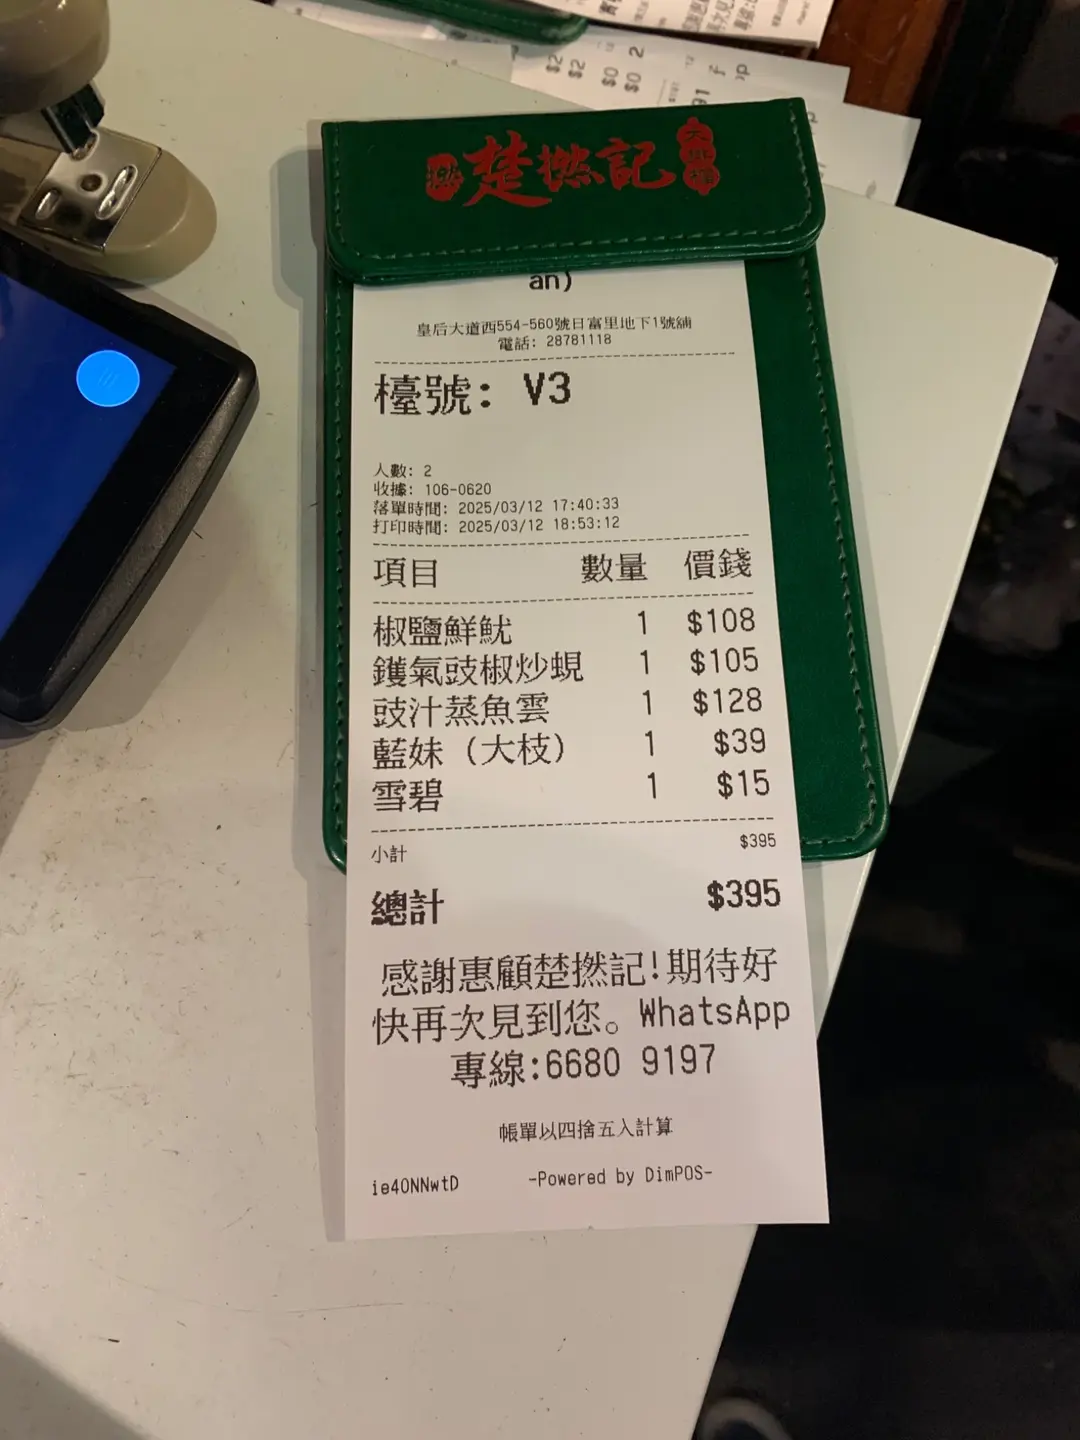 楚撚記
大排檔
an)
皇后大道西554-560號日富里地下1號舖
電話: 28781118
檯號: V3
人數: 2
收據: 106-0620
落單時間: 2025/03/12 17:40:33
打印時間: 2025/03/12 18:53:12
項目 數量 價錢
椒鹽鮮魷 1 $108
鑊氣豉椒炒蜆 1 $105
豉汁蒸魚雲 1 $128
藍妹 (大枝) 1 $39
雪碧 1 $15
小計 $395
總計 $395
感謝惠顧楚撚記!期待好
快再次見到您。WhatsApp
專線:6680 9197
帳單以四捨五入計算
ie40NNwtD -Powered by DimPOS-